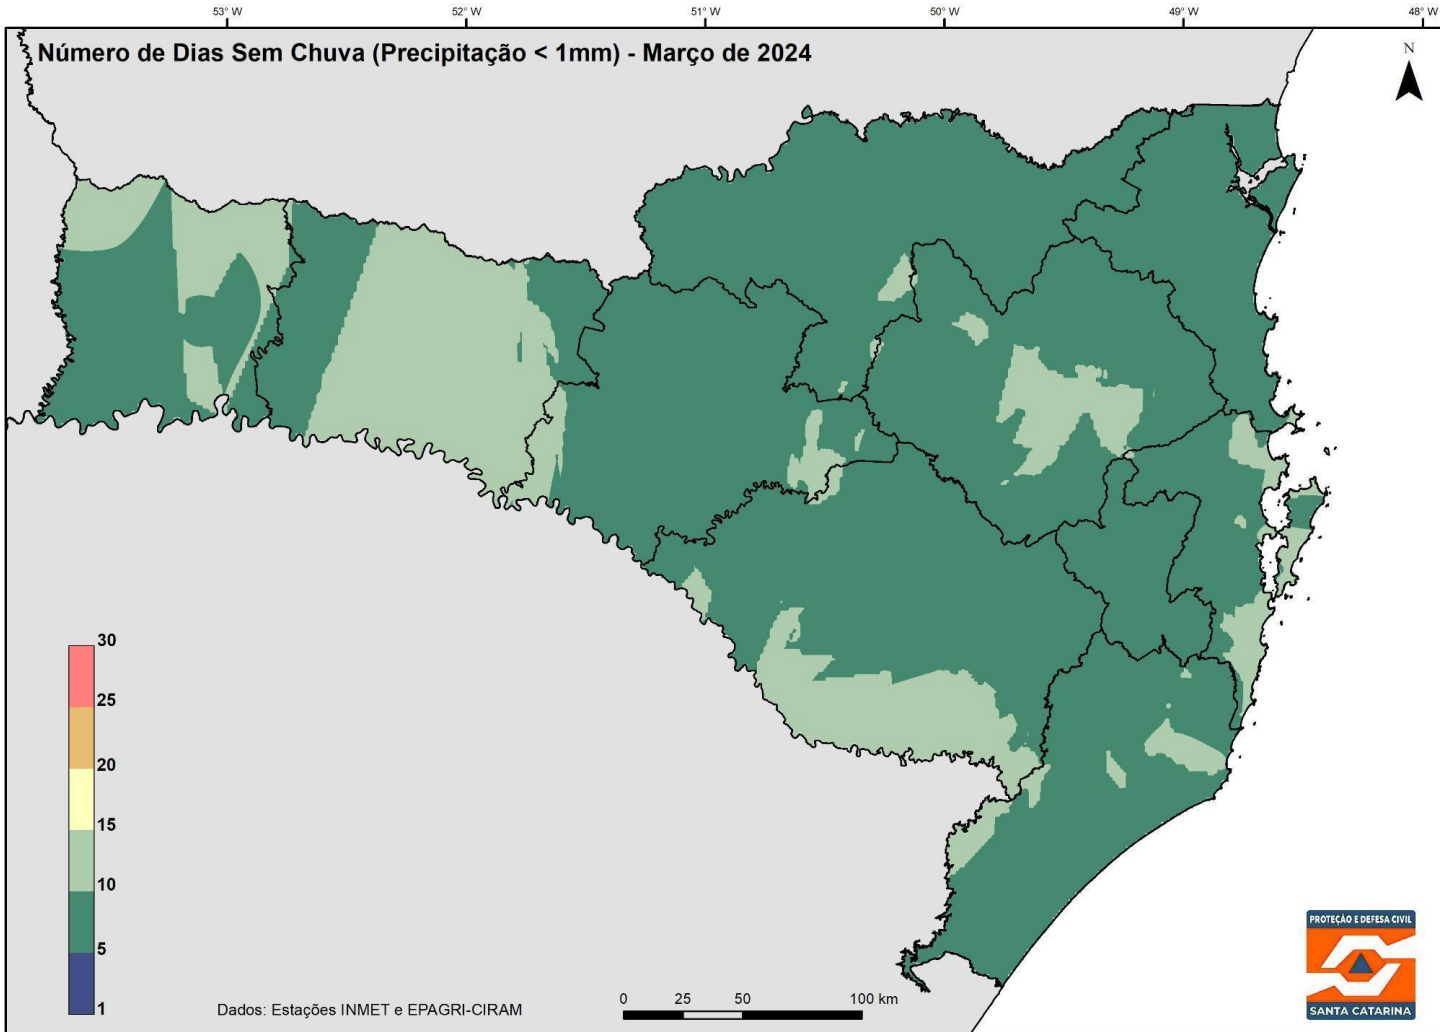 53° W
52° W
51° W
50° W
49° W
48° W
Número de Dias Sem Chuva (Precipitação < 1mm) - Março de 2024
N
30
25
20
15
10
5
1
Dados: Estações INMET e EPAGRI-CIRAM
0 25 50 100 km
PROTEÇÃO E DEFESA CIVIL
SANTA CATARINA